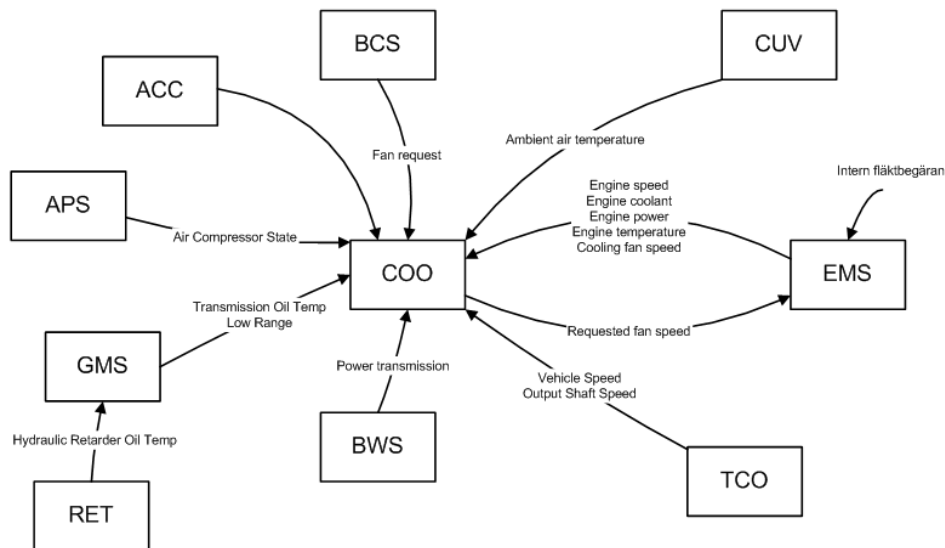 BCS
CUV
ACC
Fan request
Ambient air temperature
Intern fläktbegäran
APS
Air Compressor State
Engine speed
Engine coolant
Engine power
Engine temperature
Cooling fan speed
COO
EMS
Transmission Oil Temp
Low Range
Requested fan speed
GMS
Power transmission
Vehicle Speed
Output Shaft Speed
Hydraulic Retarder Oil Temp
BWS
TCO
RET